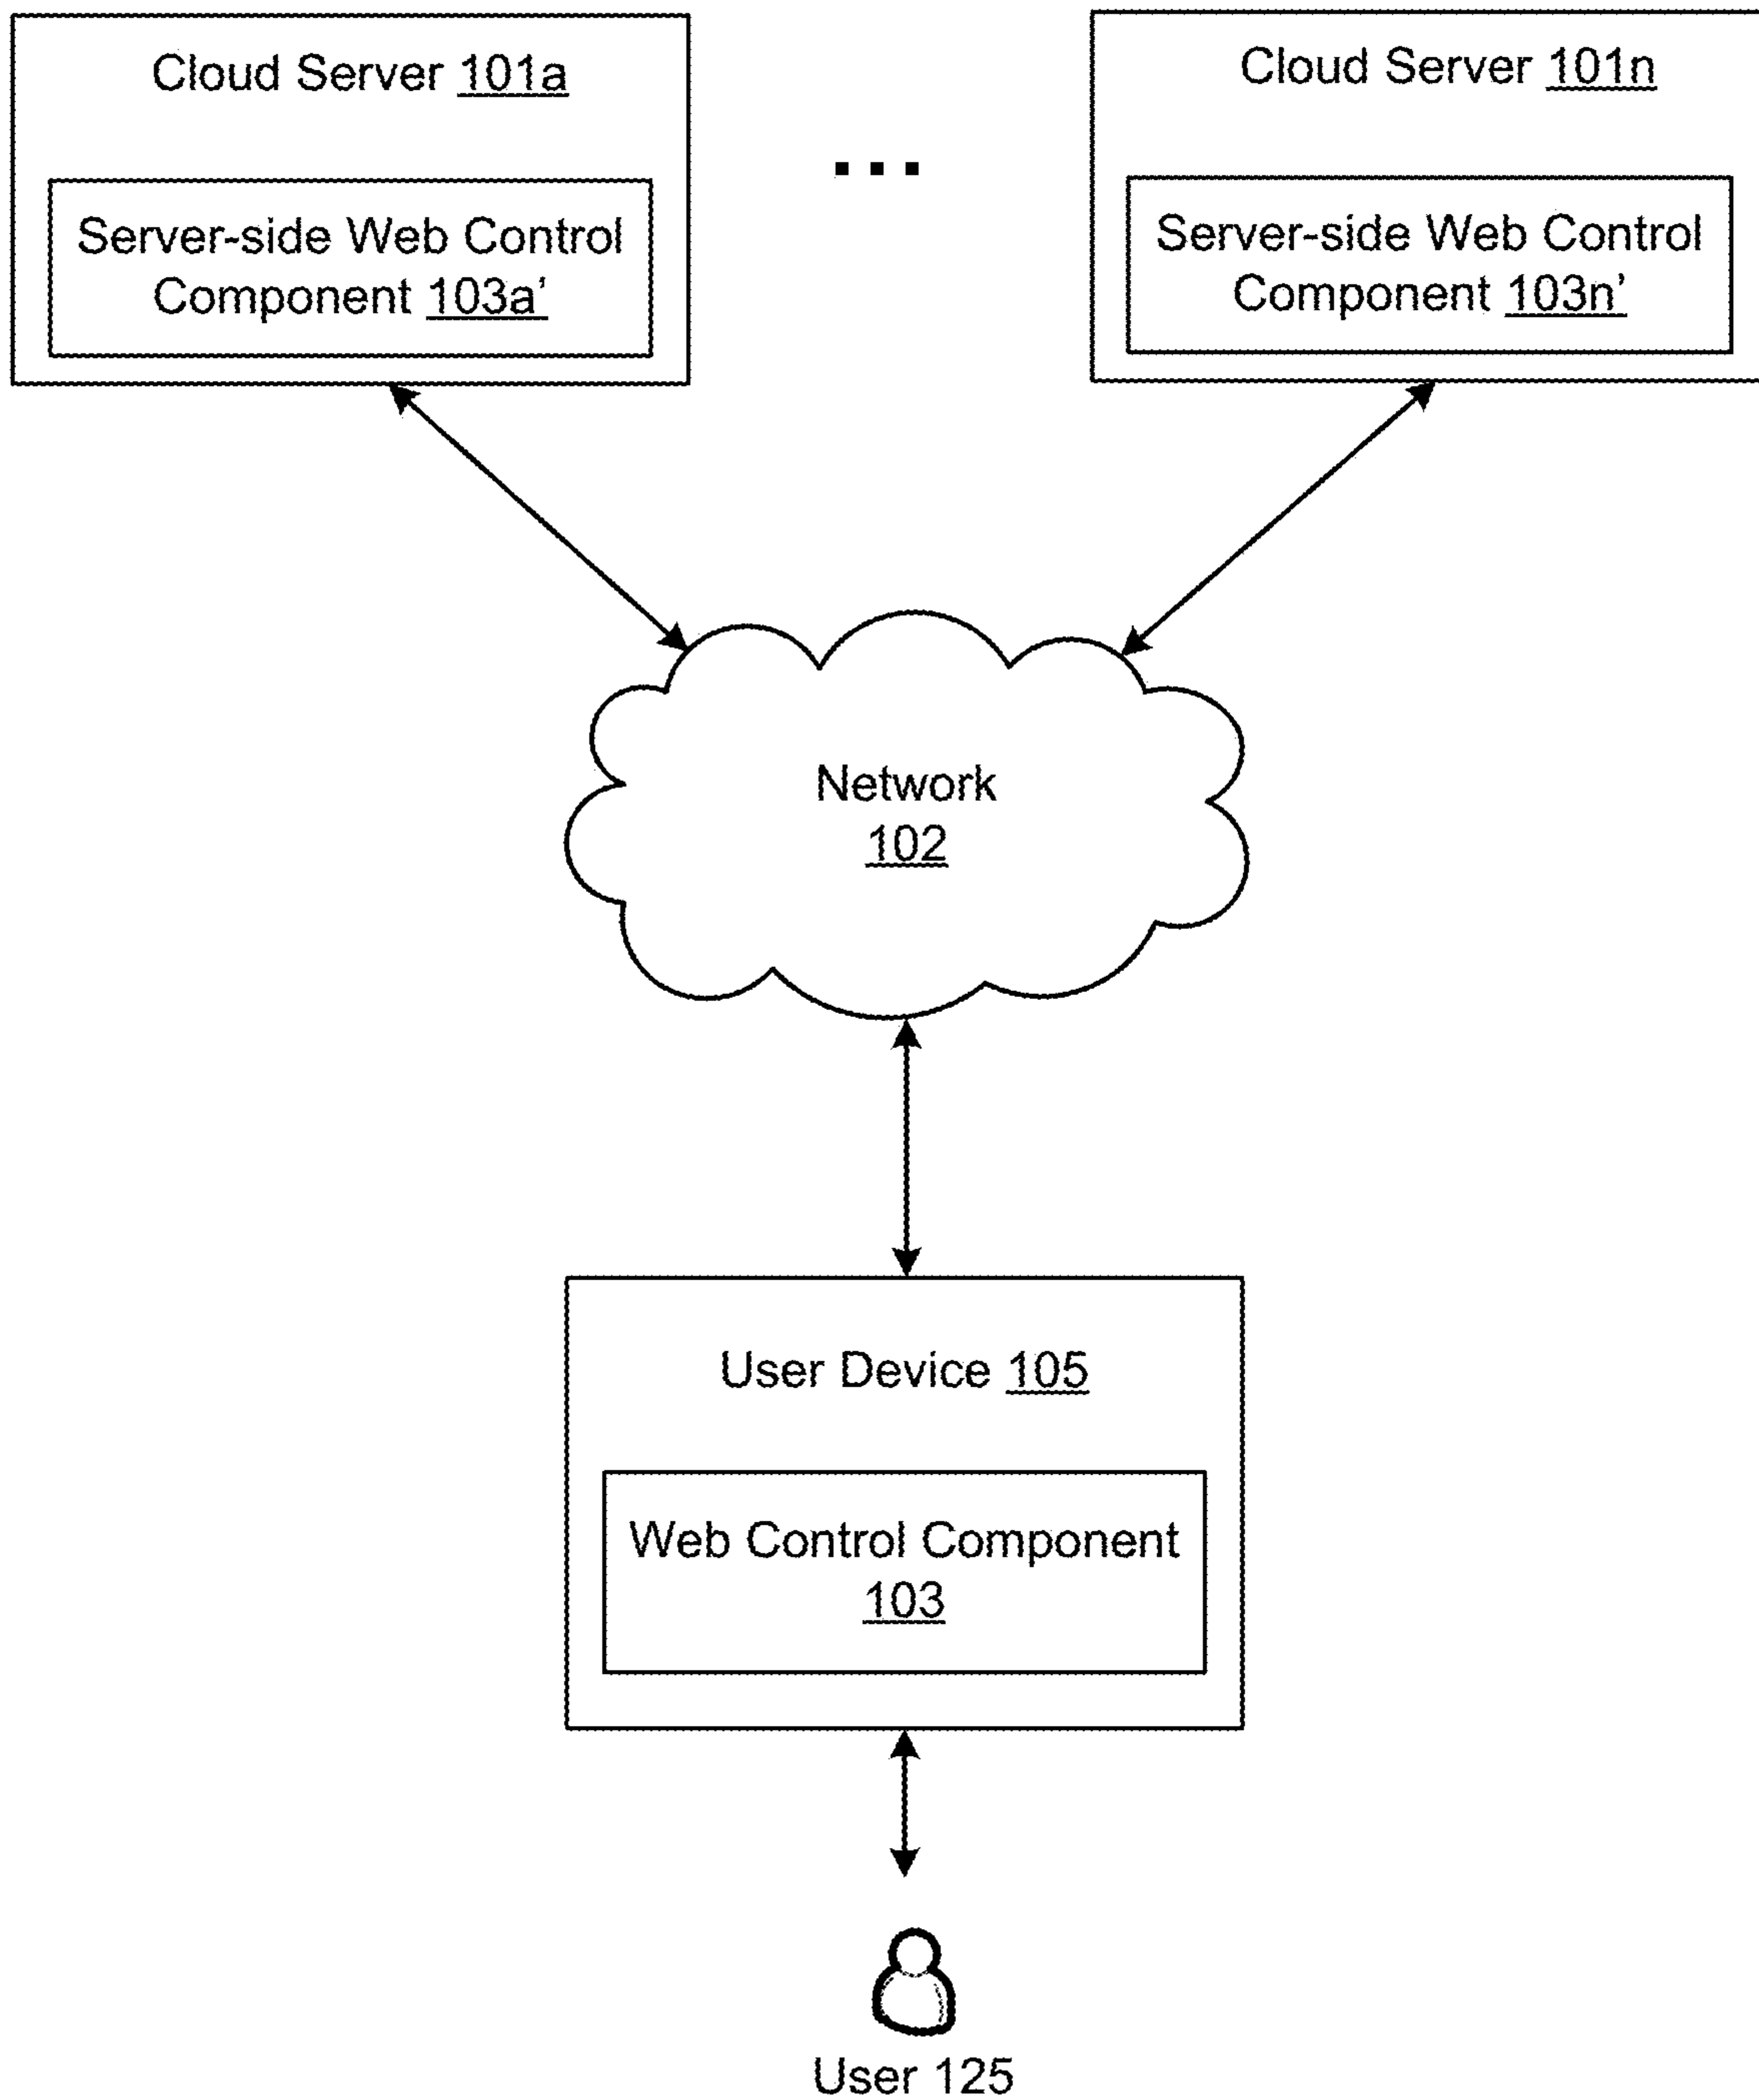 Cloud Server 101a
Server-side Web Control
Component 103a’
...
Cloud Server 101n
Server-side Web Control
Component 103n’
Network
102
User Device 105
Web Control Component
103
User 125